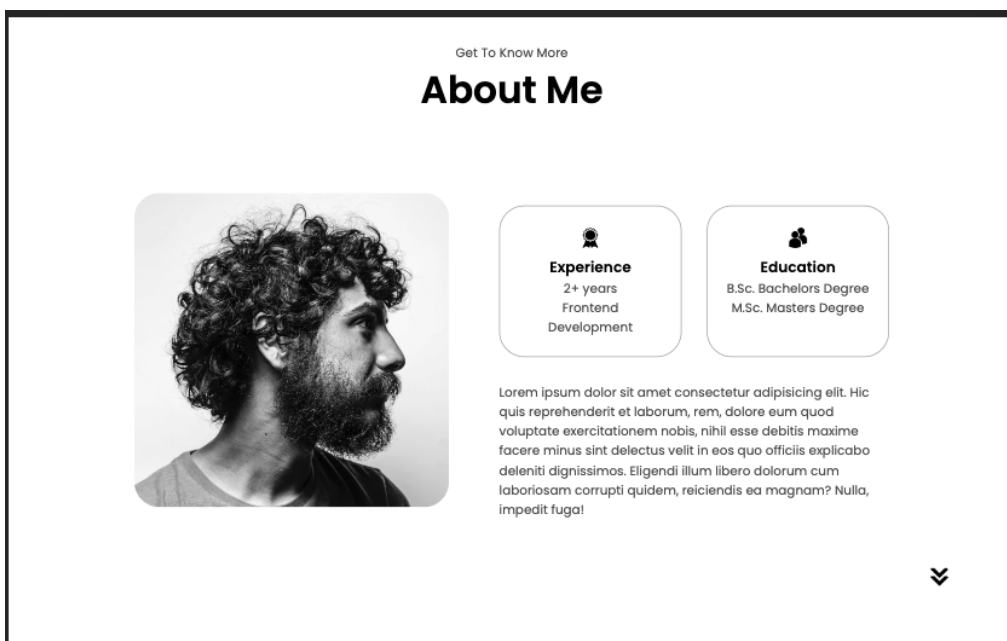 Get To Know More
About Me
Experience
2+ years
Frontend
Development
Education
B.Sc. Bachelors Degree
M.Sc. Masters Degree
Lorem ipsum dolor sit amet consectetur adipisicing elit. Hic
quis reprehenderit et laborum, rem, dolore eum quod
voluptate exercitationem nobis, nihil esse debitis maxime
facere minus sint delectus velit in eos quo officiis explicabo
deleniti dignissimos. Eligendi illum libero dolorum cum
laboriosam corrupti quidem, reiciendis ea magnam? Nulla,
impedit fuga!